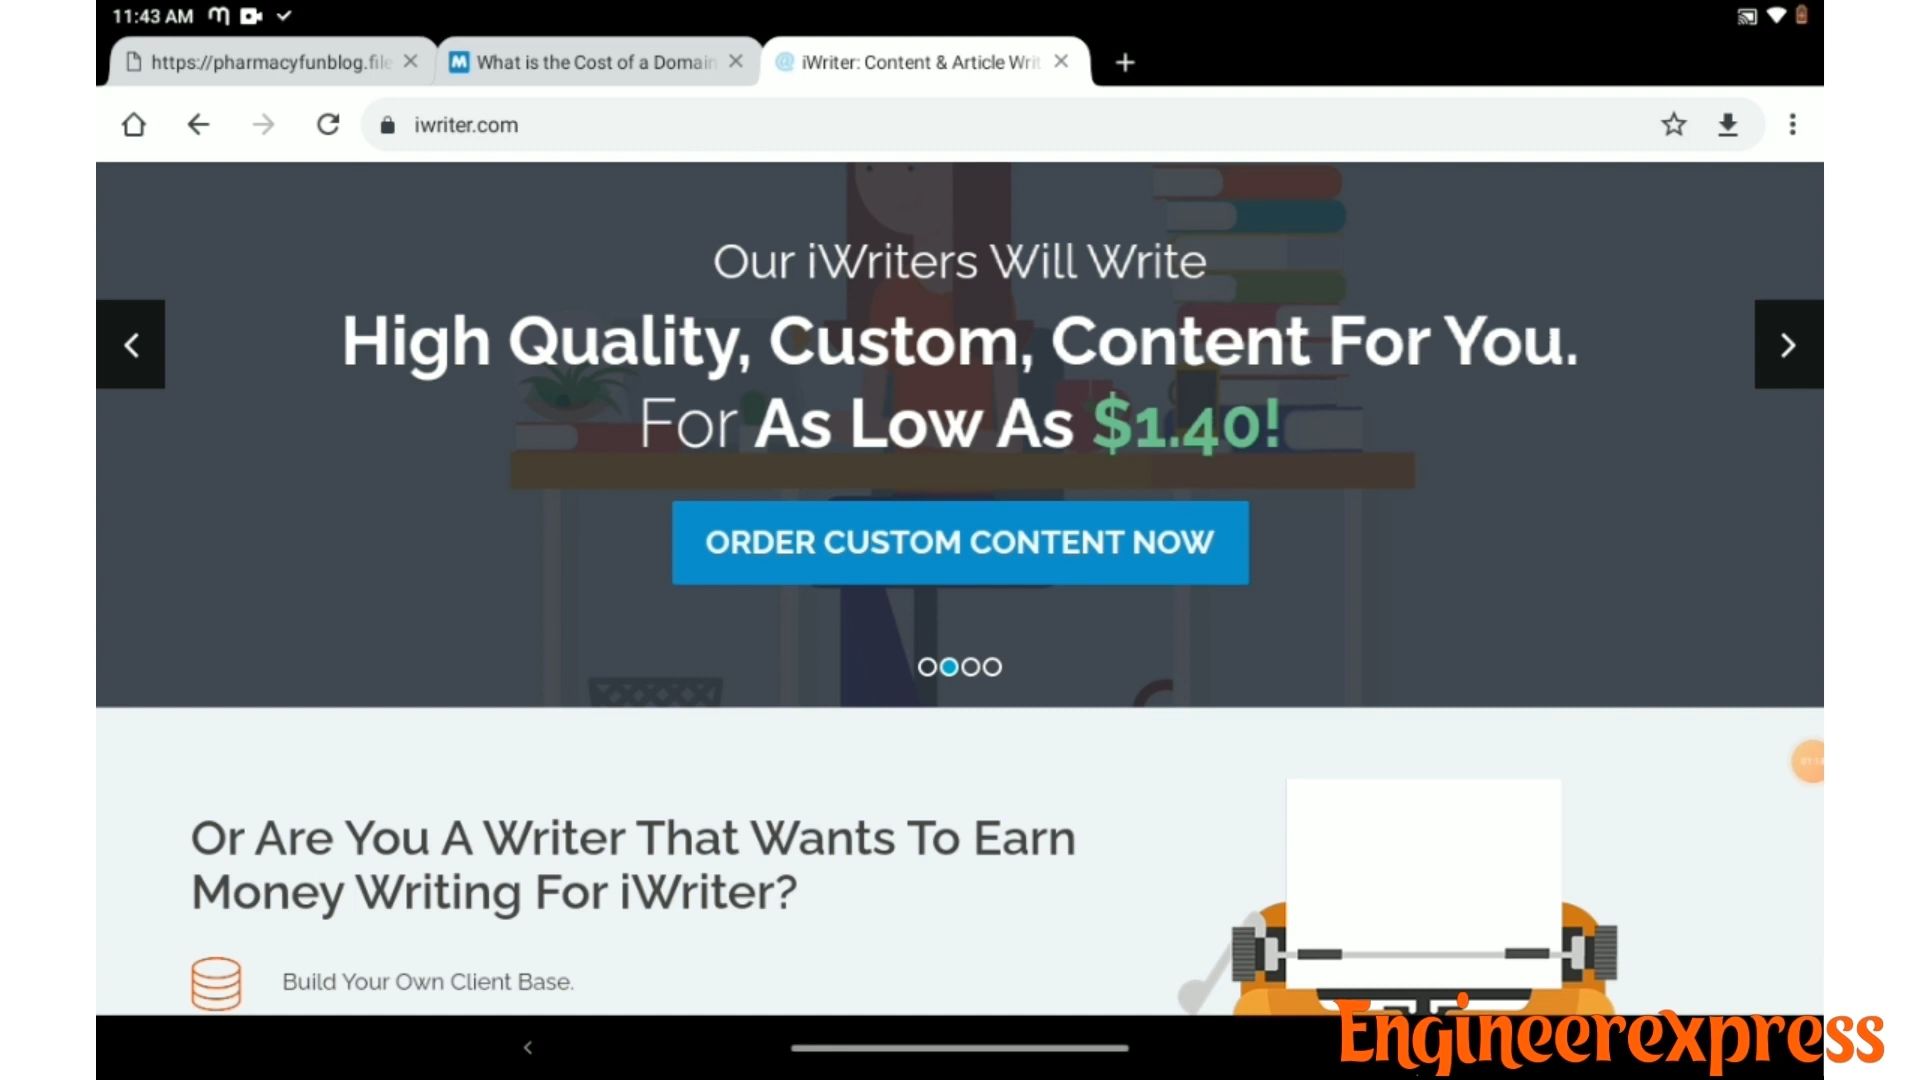 11:43 AM
https://pharmacyfunblog.file
What is the Cost of a Domain
iWriter: Content & Article Writ
iwriter.com
Our iWriters Will Write
High Quality, Custom, Content For You.
For As Low As $1.40!
ORDER CUSTOM CONTENT NOW
Or Are You A Writer That Wants To Earn
Money Writing For iWriter?
Build Your Own Client Base.
Engineerexpress